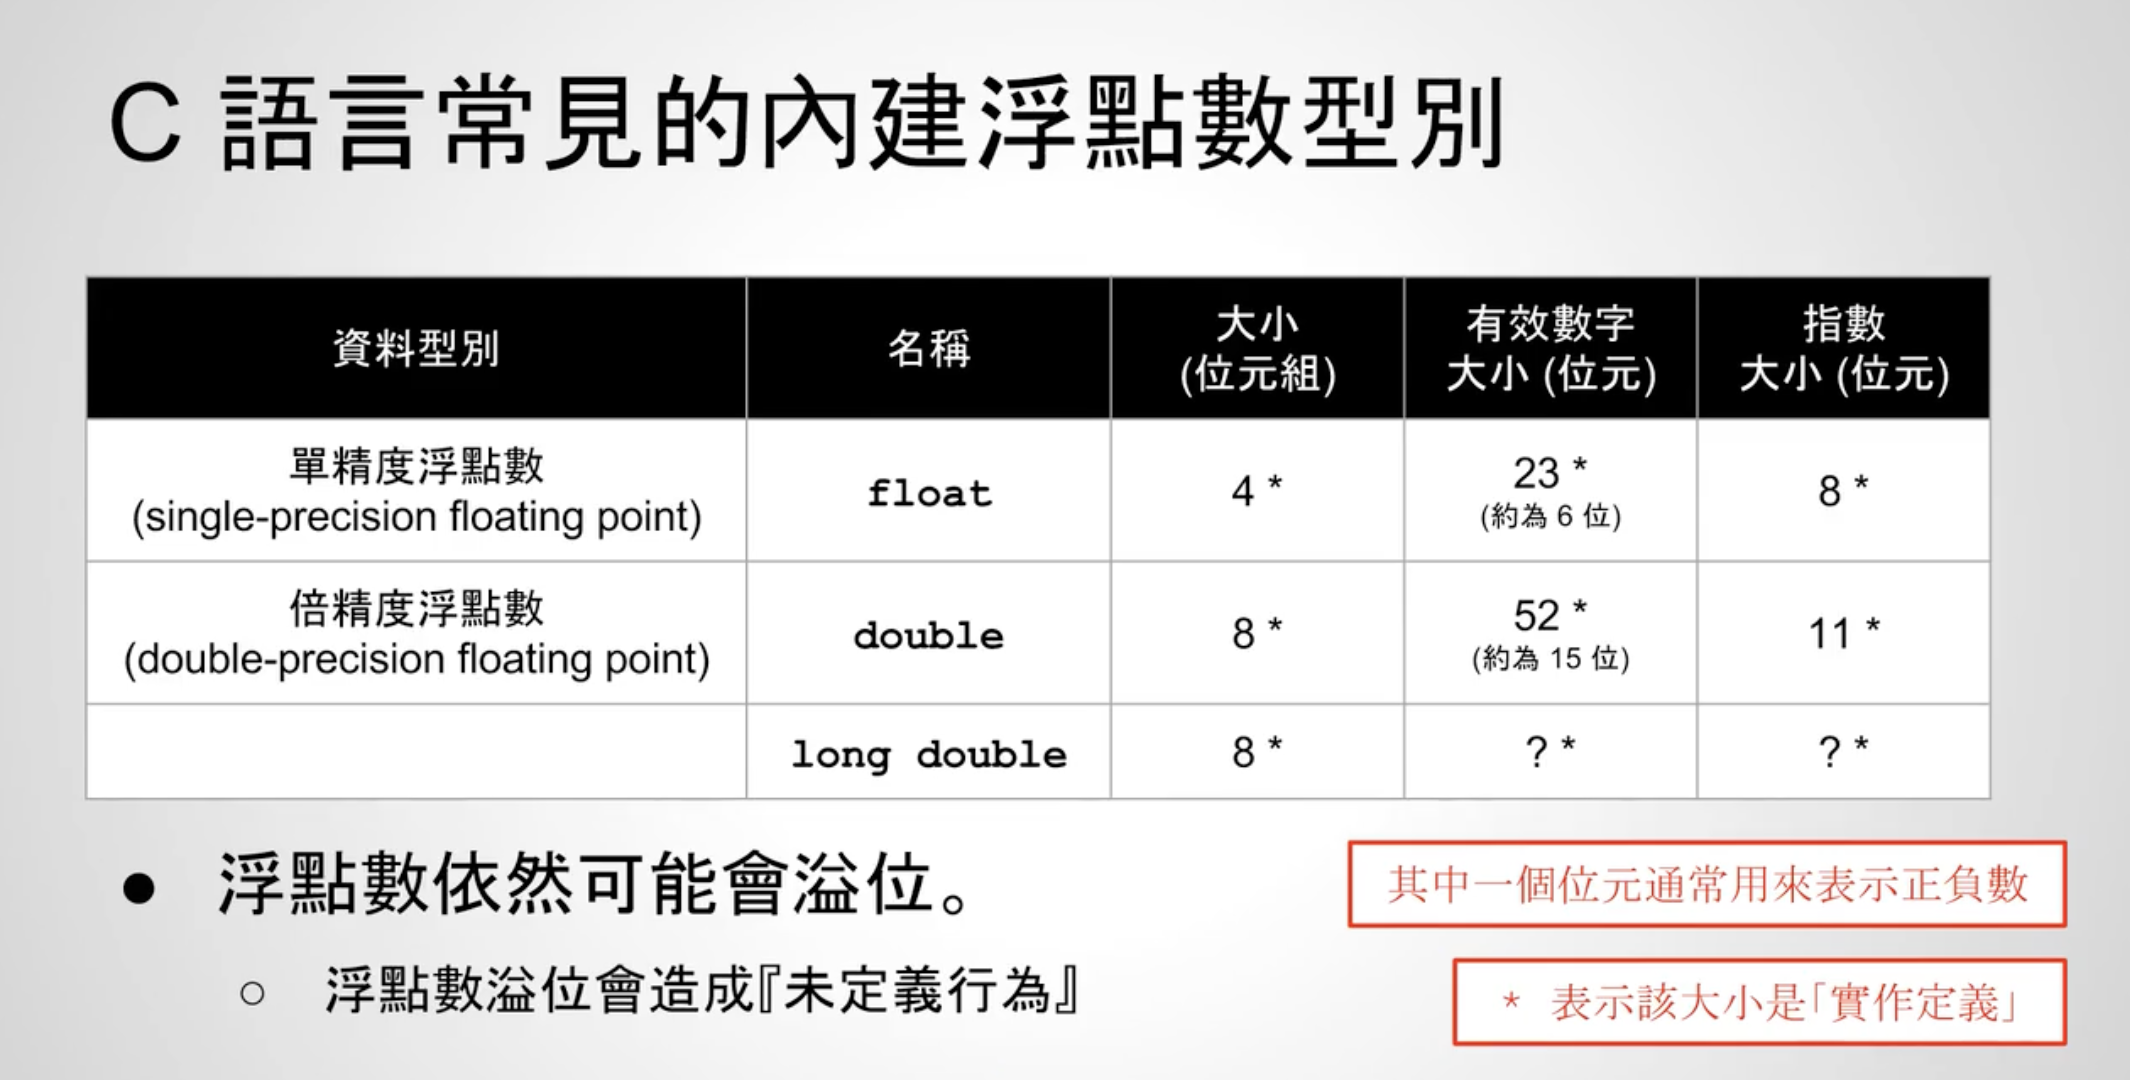 C 語言常見的內建浮點數型別
資料型別
名稱
大小
(位元組)
有效數字
大小 (位元)
指數
大小 (位元)
單精度浮點數
(single-precision floating point)
float
4 *
23 *
(約為 6 位)
8 *
倍精度浮點數
(double-precision floating point)
double
8 *
52 *
(約為 15 位)
11 *
long double
8 *
? *
? *
● 浮點數依然可能會溢位。
○ 浮點數溢位會造成『未定義行為』
其中一個位元通常用來表示正負數
* 表示該大小是「實作定義」